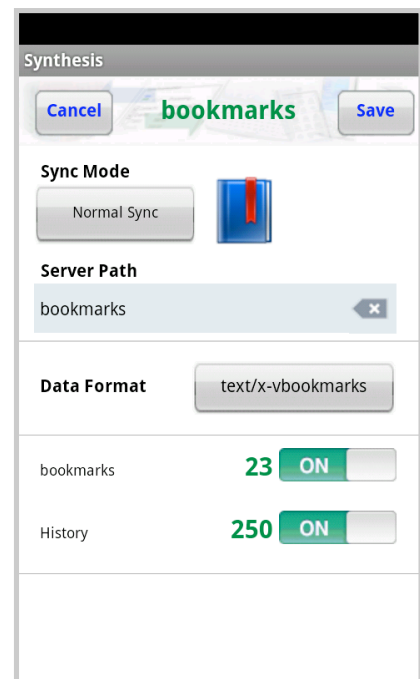 Synthesis
Cancel bookmarks Save
Sync Mode
Normal Sync
Server Path
bookmarks
Data Format text/x-vbookmarks
bookmarks 23 ON
History 250 ON